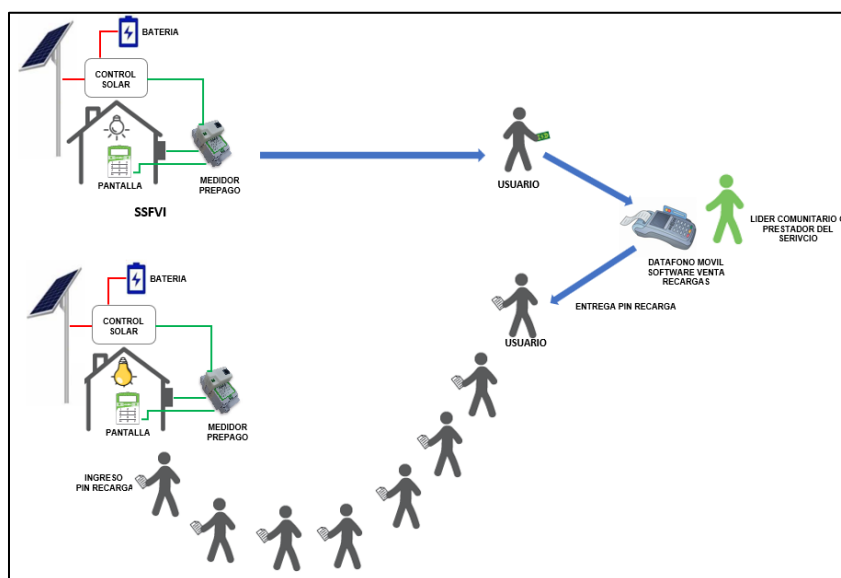 BATERIA
CONTROL
SOLAR
PANTALLA
MEDIDOR
PREPAGO
SSFVI
USUARIO
LIDER COMUNITARIO O
PRESTADOR DEL
SERIVCIO
DATAFONO MOVIL
SOFTWARE VENTA
RECARGAS
ENTREGA PIN RECARGA
USUARIO
BATERIA
CONTROL
SOLAR
PANTALLA
MEDIDOR
PREPAGO
INGRESO
PIN RECARGA